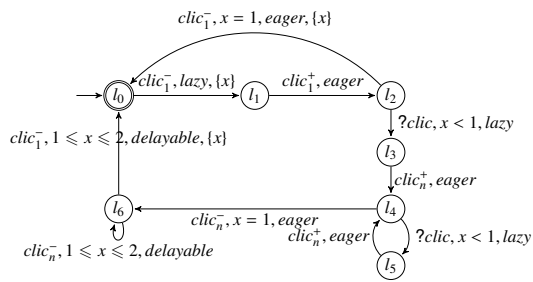 clic₁⁻, x = 1, eager, {x}
l₀
clic₁⁻, lazy, {x}
l₁
clic₁⁺, eager
l₂
?clic, x < 1, lazy
clic₁⁻, 1 ⩽ x ⩽ 2, delayable, {x}
l₃
clicₙ⁺, eager
l₆
clicₙ⁻, x = 1, eager
l₄
clicₙ⁺, eager
?clic, x < 1, lazy
clicₙ⁻, 1 ⩽ x ⩽ 2, delayable
l₅